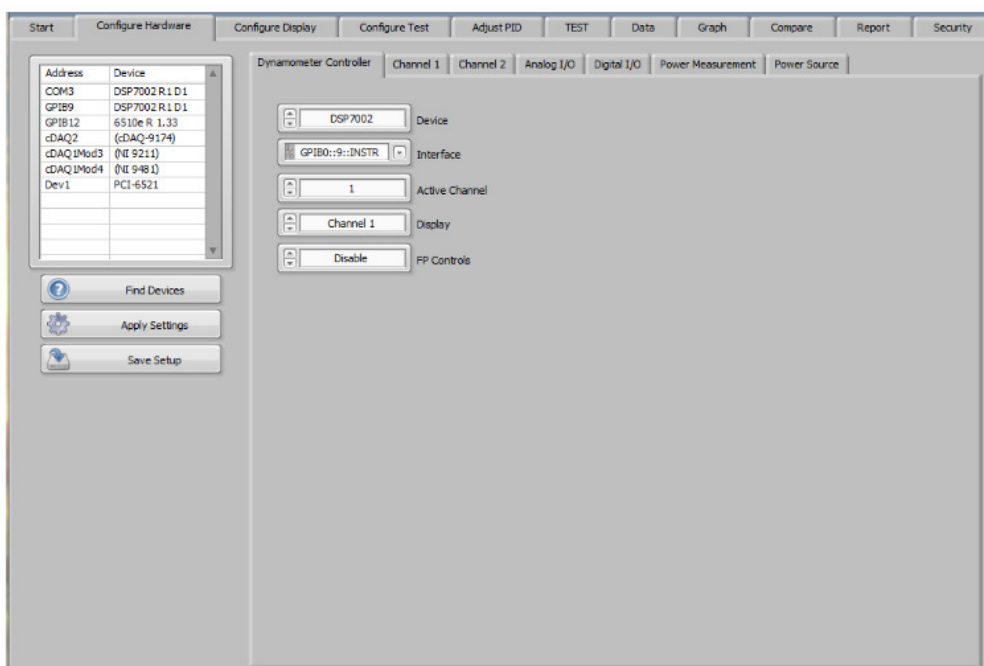 Start Configure Hardware Configure Display Configure Test Adjust PID TEST Data Graph Compare Report Security
Dynamometer Controller Channel 1 Channel 2 Analog I/O Digital I/O Power Measurement Power Source
Address Device
COM3 DSP7002 R1 D1
GPIB9 DSP7002 R1 D1
GPIB12 6510e R 1.33
cDAQ2 (cDAQ-9174)
cDAQ1Mod3 (NI 9211)
cDAQ1Mod4 (NI 9481)
Dev1 PCI-6521
Find Devices
Apply Settings
Save Setup
DSP7002 Device
GPIB0::9::INSTR Interface
1 Active Channel
Channel 1 Display
Disable FP Controls